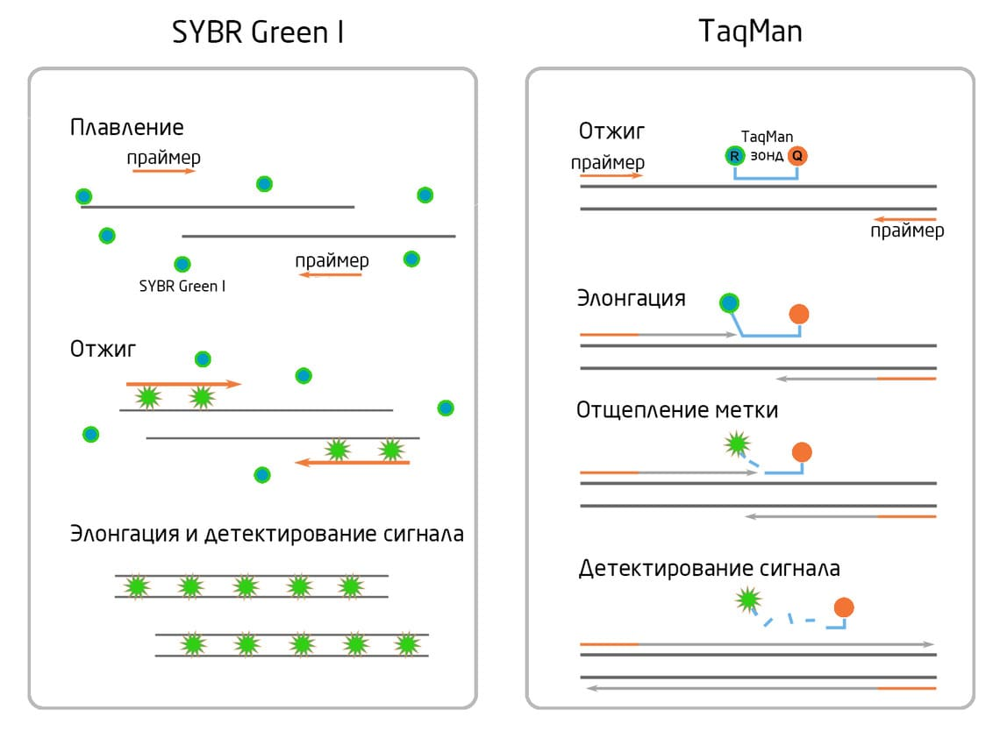 SYBR Green I
Плавление
праймер
праймер
SYBR Green I
Отжиг
Элонгация и детектирование сигнала
TaqMan
Отжиг
TaqMan
праймер
R зонд Q
праймер
Элонгация
Отщепление метки
Детектирование сигнала